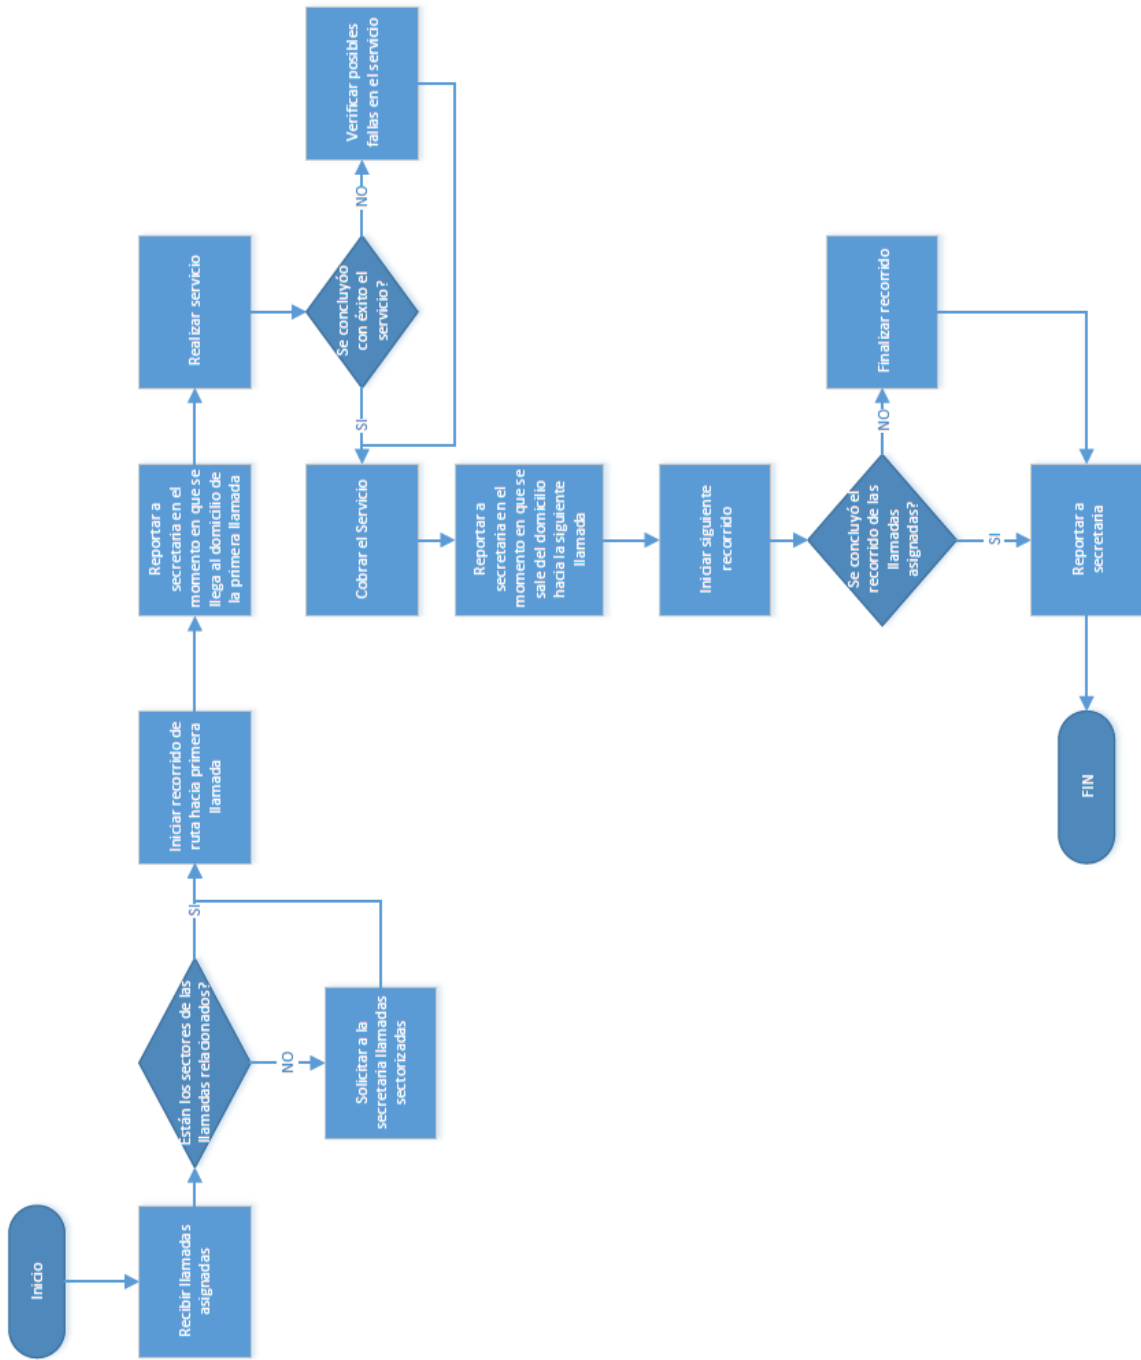 Inicio
Recibir llamadas
asignadas
Están los sectores de las
llamadas relacionados?
NO
Solicitar a la
secretaria llamadas
sectorizadas
SI
Iniciar recorrido de
ruta hacia primera
llamada
Reportar a
secretaria en el
momento en que se
llega al domicilio de
la primera llamada
Realizar servicio
Se concluyóo
con éxito el
servicio?
NO
Verificar posibles
fallas en el servicio
SI
Cobrar el Servicio
Reportar a
secretaria en el
momento en que se
sale del domicilio
hacia la siguiente
llamada
Iniciar siguiente
recorrido
Se concluyó el
recorrido de las
llamadas
asignadas?
NO
Finalizar recorrido
SI
Reportar a
secretaria
FIN